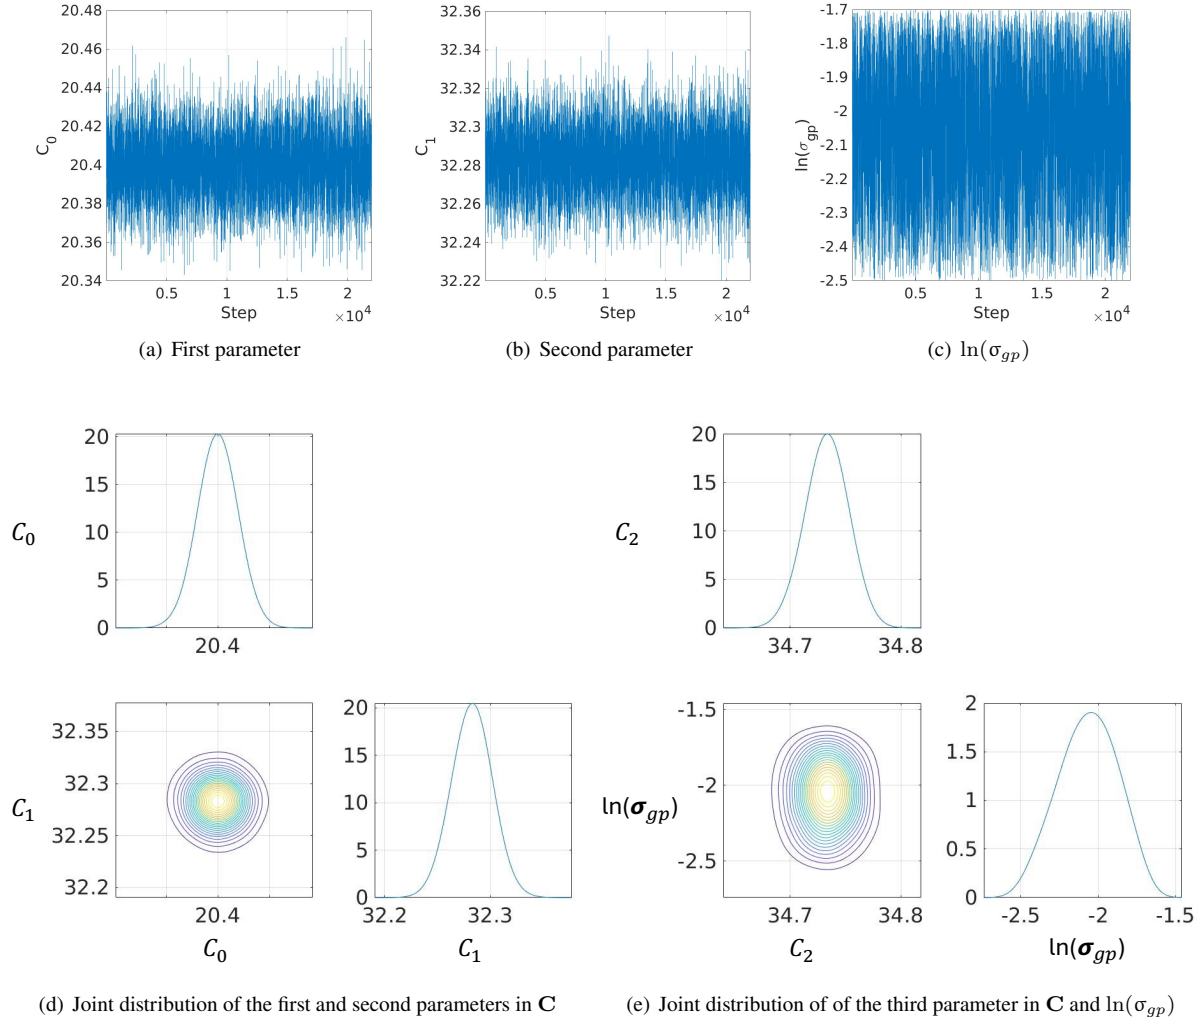 20.48
20.46
20.44
20.42
20.4
20.38
20.36
20.34
C0
0.5 1 1.5 2
Step
×10^4
(a) First parameter
32.36
32.34
32.32
32.3
32.28
32.26
32.24
32.22
C1
0.5 1 1.5 2
Step
×10^4
(b) Second parameter
-1.7
-1.8
-1.9
-2
-2.1
-2.2
-2.3
-2.4
-2.5
ln(σgp)
0.5 1 1.5 2
Step
×10^4
(c) ln(σgp)
20
15
10
5
0
C0
20.4
32.35
32.3
32.25
32.2
C1
20.4
C0
20
15
10
5
0
32.2 32.3
C1
(d) Joint distribution of the first and second parameters in C
20
15
10
5
0
C2
34.7 34.8
-1.5
-2
-2.5
ln(σgp)
34.7 34.8
C2
2
1.5
1
0.5
0
-2.5 -2 -1.5
ln(σgp)
(e) Joint distribution of of the third parameter in C and ln(σgp)